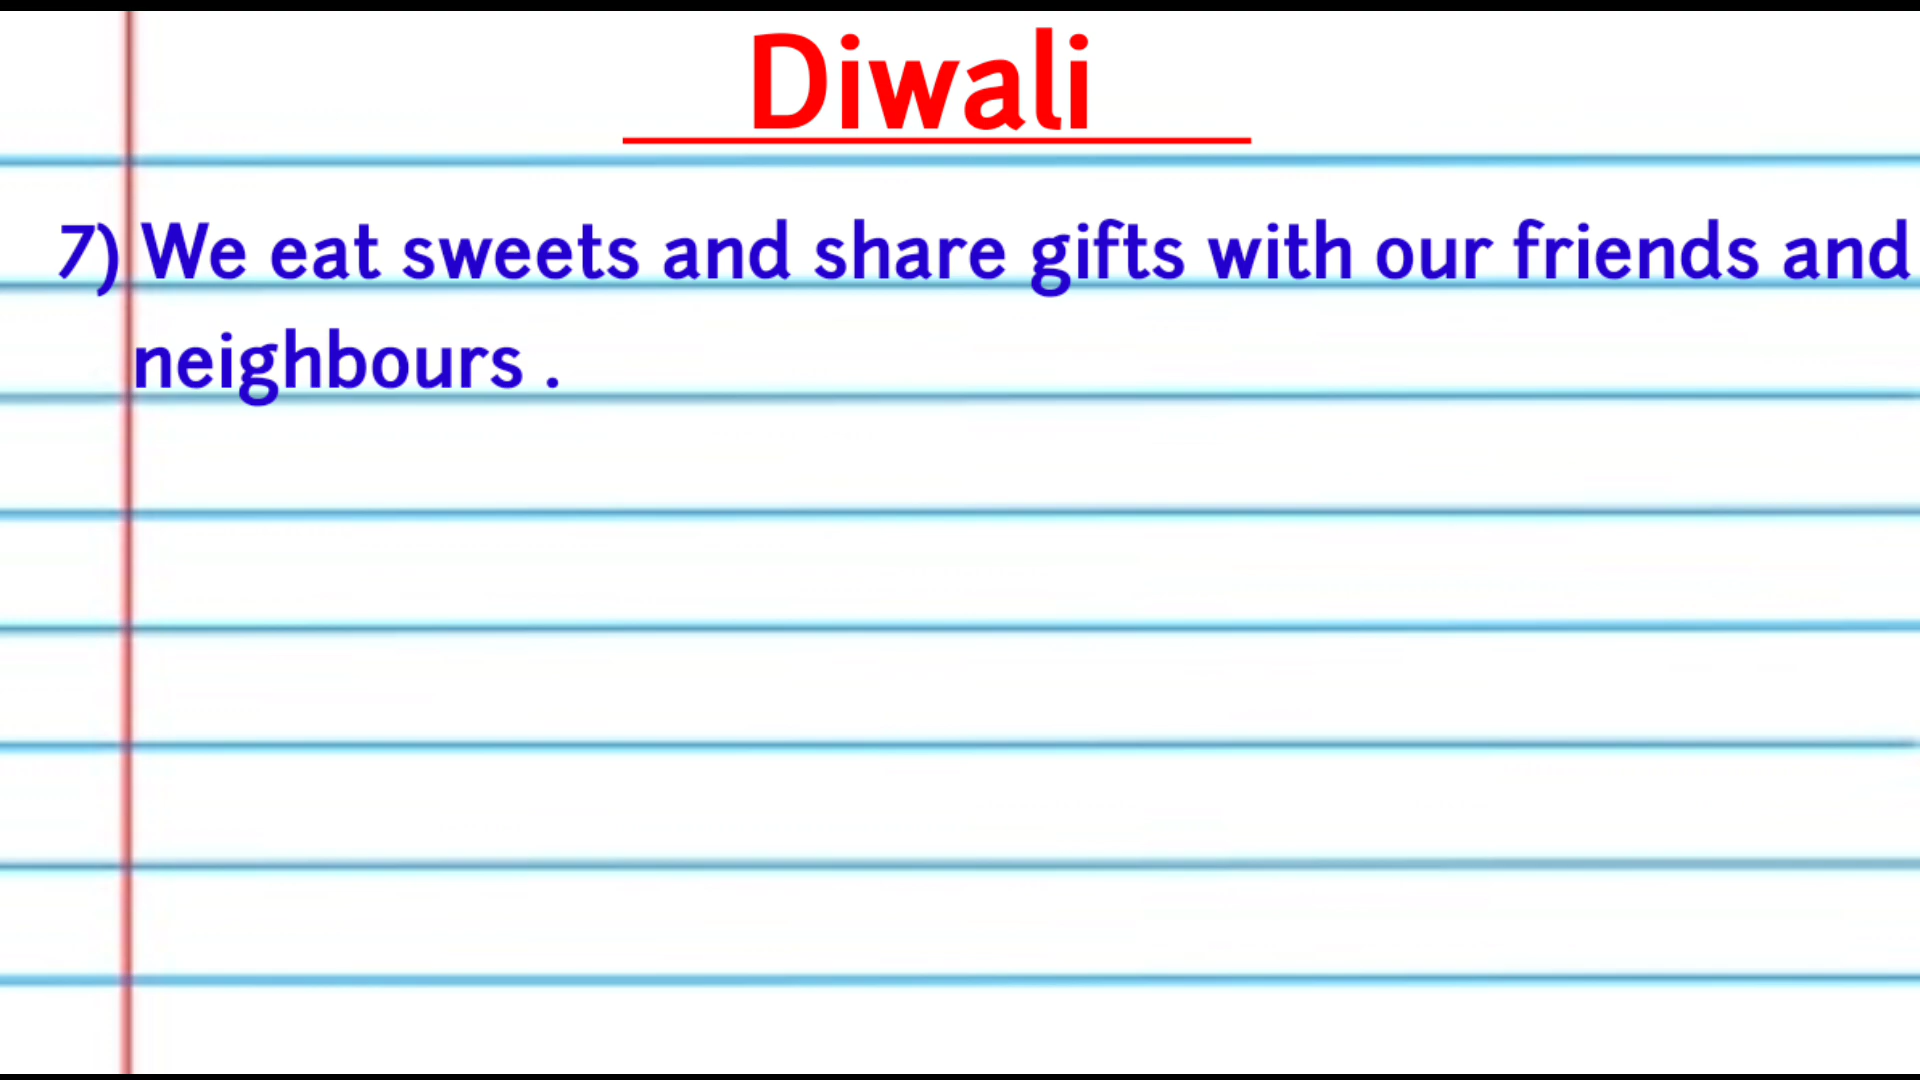 Diwali
7) We eat sweets and share gifts with our friends and
neighbours .